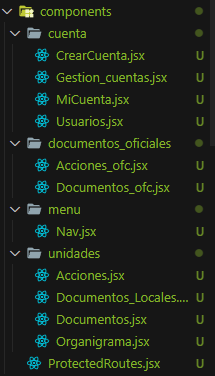 components
cuenta
CrearCuenta.jsx U
Gestion_cuentas.jsx U
MiCuenta.jsx U
Usuarios.jsx U
documentos_oficiales
Acciones_ofc.jsx U
Documentos_ofc.jsx U
menu
Nav.jsx U
unidades
Acciones.jsx U
Documentos_Locales.... U
Documentos.jsx U
Organigrama.jsx U
ProtectedRoutes.jsx U